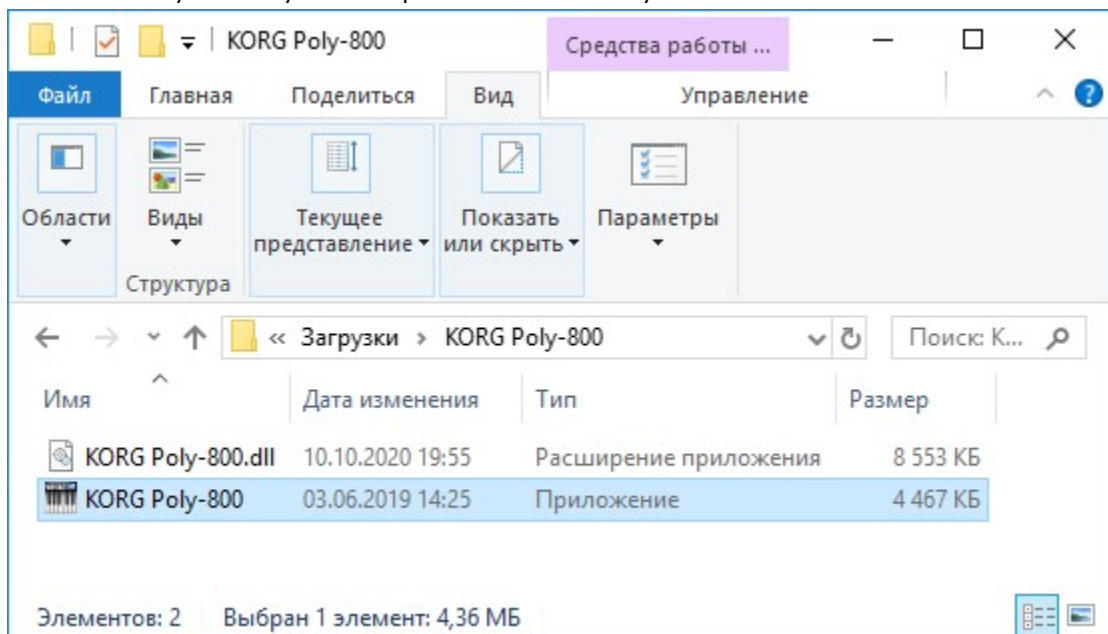 KORG Poly-800 Средства работы ...
Файл Главная Поделиться Вид Управление
Области Виды Текущее представление Показать или скрыть Параметры
Структура
« Загрузки › KORG Poly-800 Поиск: K...
Имя Дата изменения Тип Размер
KORG Poly-800.dll 10.10.2020 19:55 Расширение приложения 8 553 КБ
KORG Poly-800 03.06.2019 14:25 Приложение 4 467 КБ
Элементов: 2 Выбран 1 элемент: 4,36 МБ